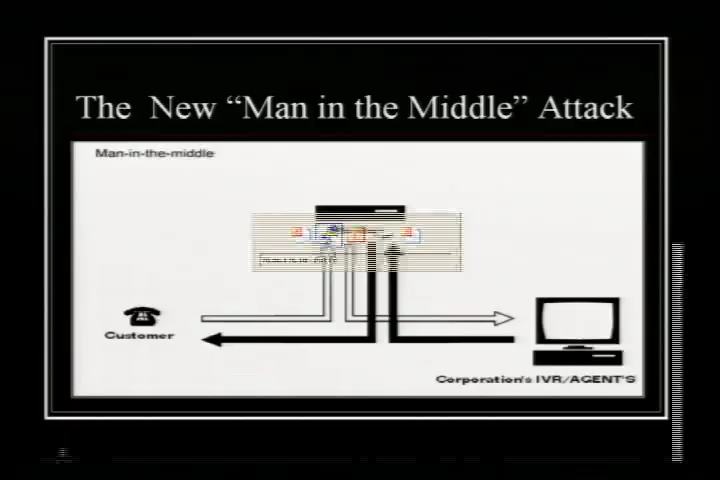 The New “Man in the Middle” Attack
Man-in-the-middle
Customer
Corporation's IVR/AGENT'S